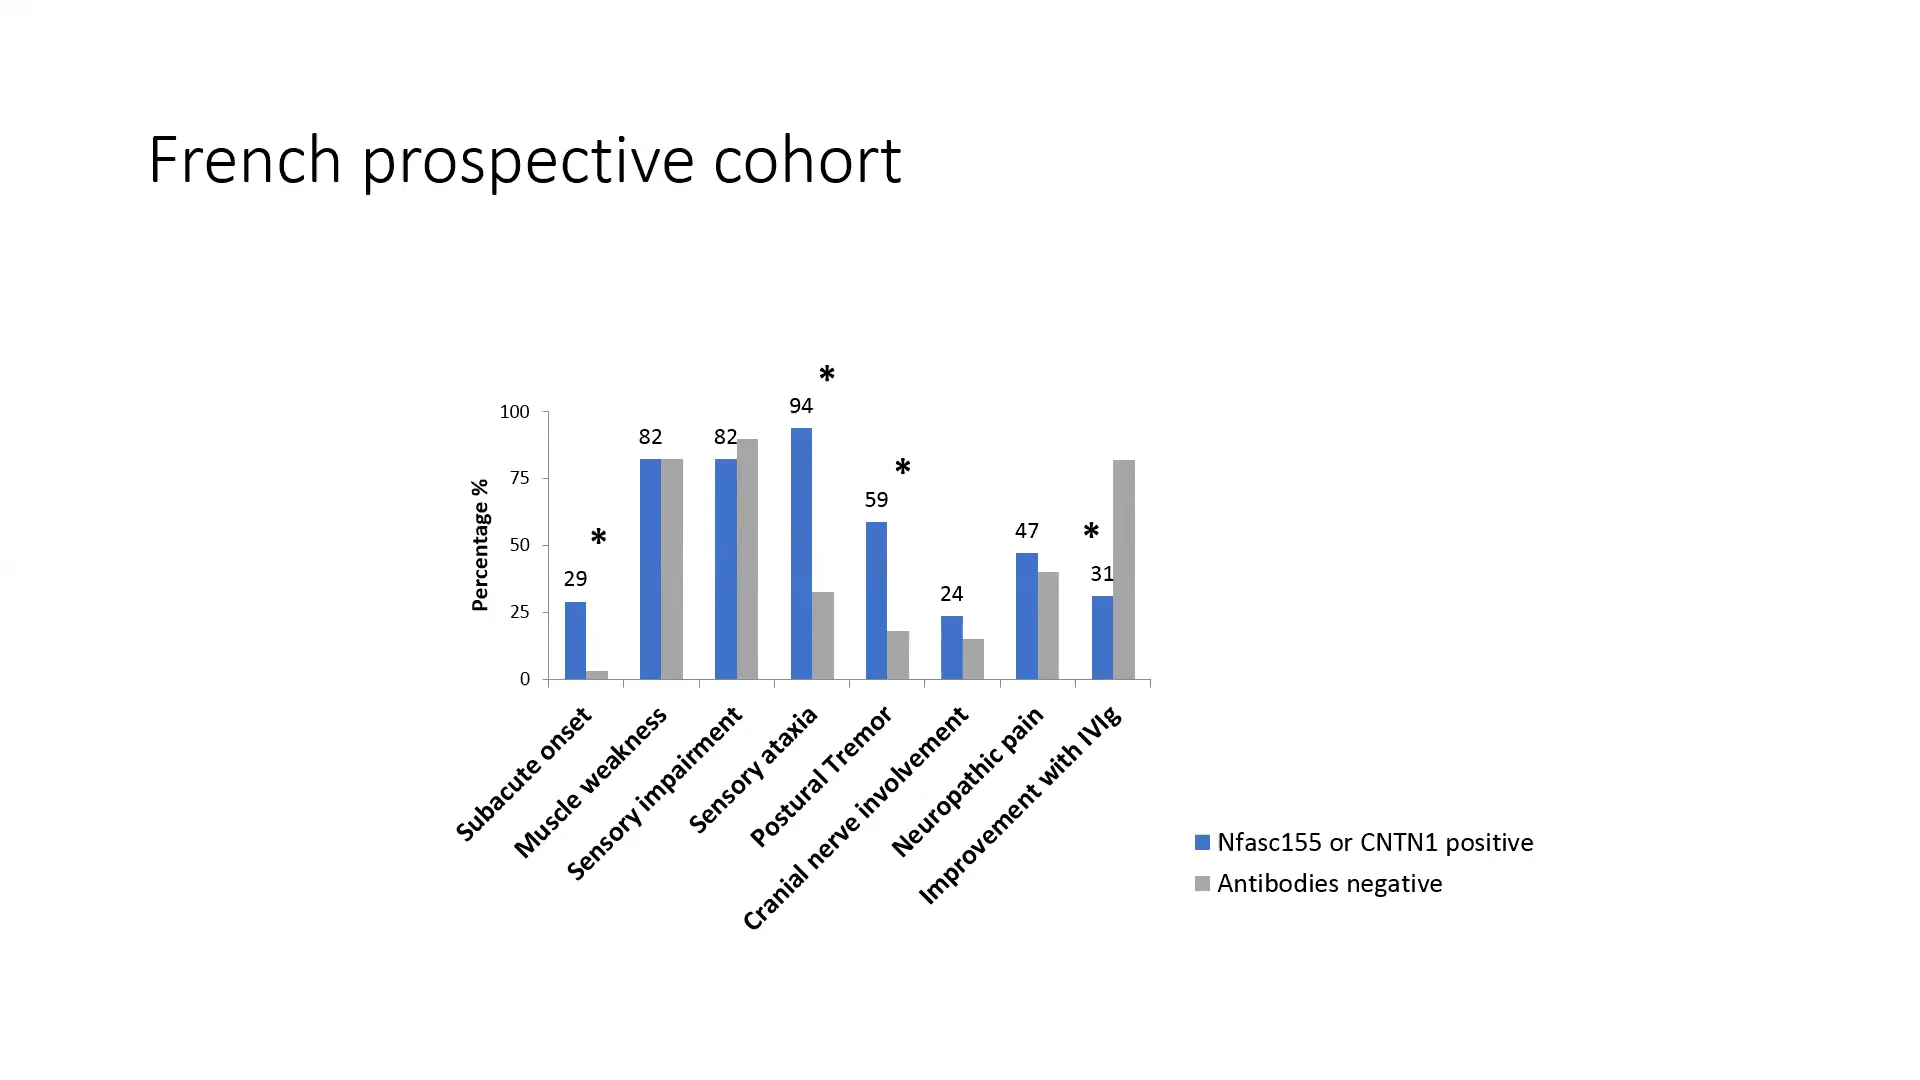 French prospective cohort
Percentage %
100
75
50
25
0
*
29
82
82
*
94
*
59
24
47
*
31
Subacute onset
Muscle weakness
Sensory impairment
Sensory ataxia
Postural Tremor
Cranial nerve involvement
Neuropathic pain
Improvement with IVIg
Nfasc155 or CNTN1 positive
Antibodies negative